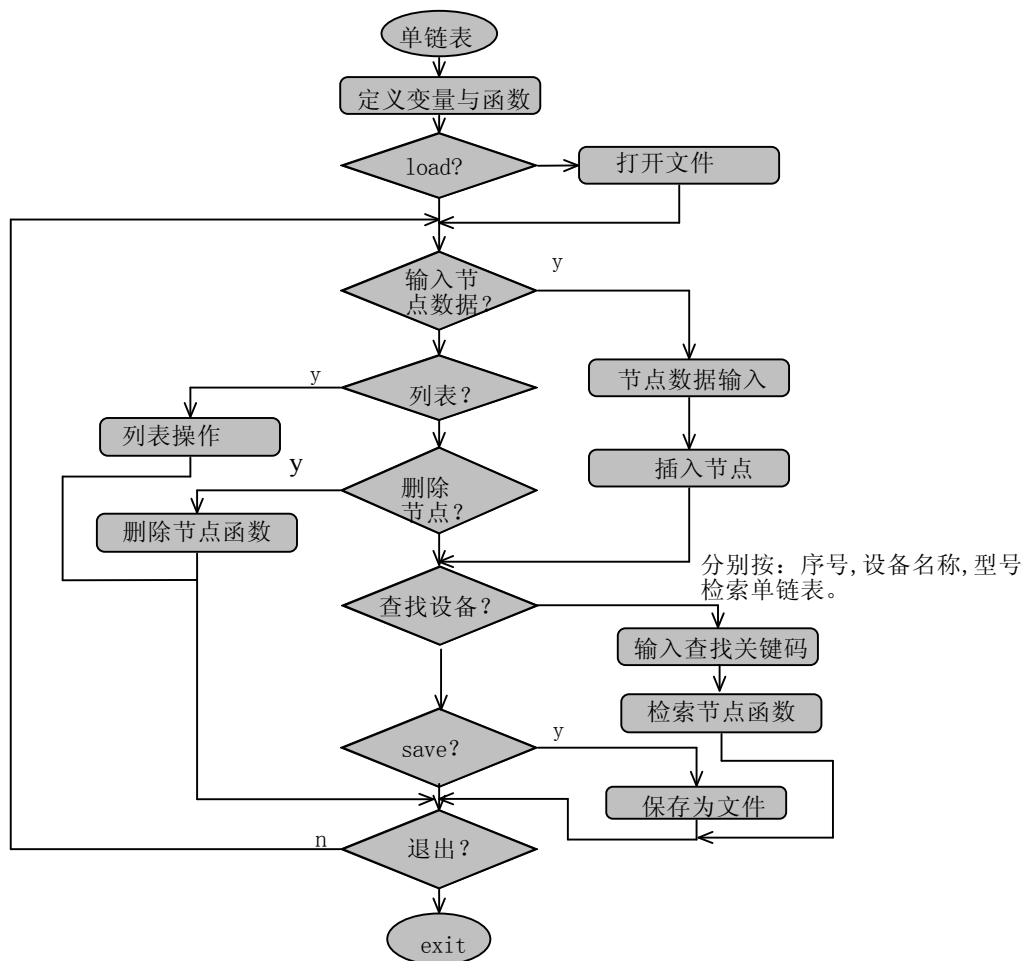 单链表
定义变量与函数
load?
打开文件
输入节
点数据?
y
节点数据输入
插入节点
列表?
y
列表操作
删除
节点?
y
删除节点函数
查找设备?
分别按: 序号,设备名称,型号
检索单链表。
输入查找关键码
检索节点函数
save?
y
保存为文件
退出?
n
exit